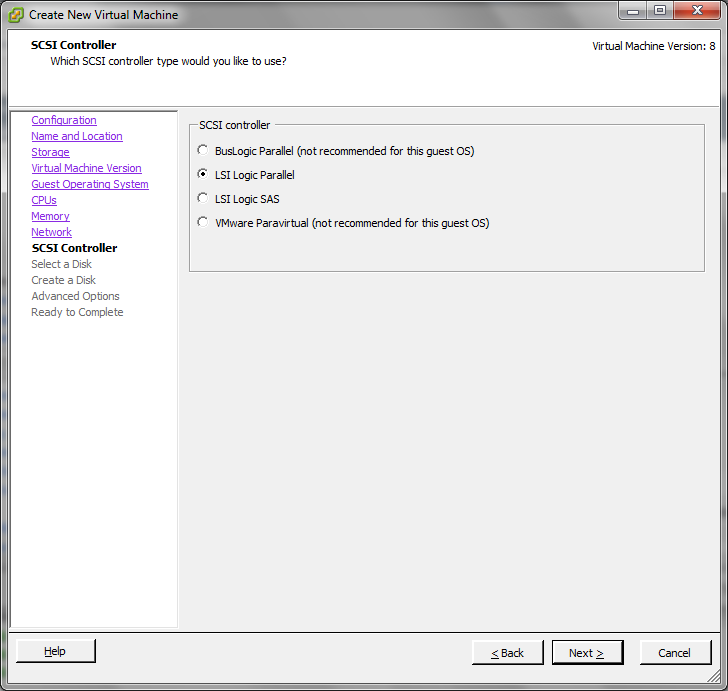 Create New Virtual Machine
SCSI Controller
Which SCSI controller type would you like to use?
Virtual Machine Version: 8
Configuration
Name and Location
Storage
Virtual Machine Version
Guest Operating System
CPUs
Memory
Network
SCSI Controller
Select a Disk
Create a Disk
Advanced Options
Ready to Complete
SCSI controller
BusLogic Parallel (not recommended for this guest OS)
LSI Logic Parallel
LSI Logic SAS
VMware Paravirtual (not recommended for this guest OS)
Help
< Back
Next >
Cancel